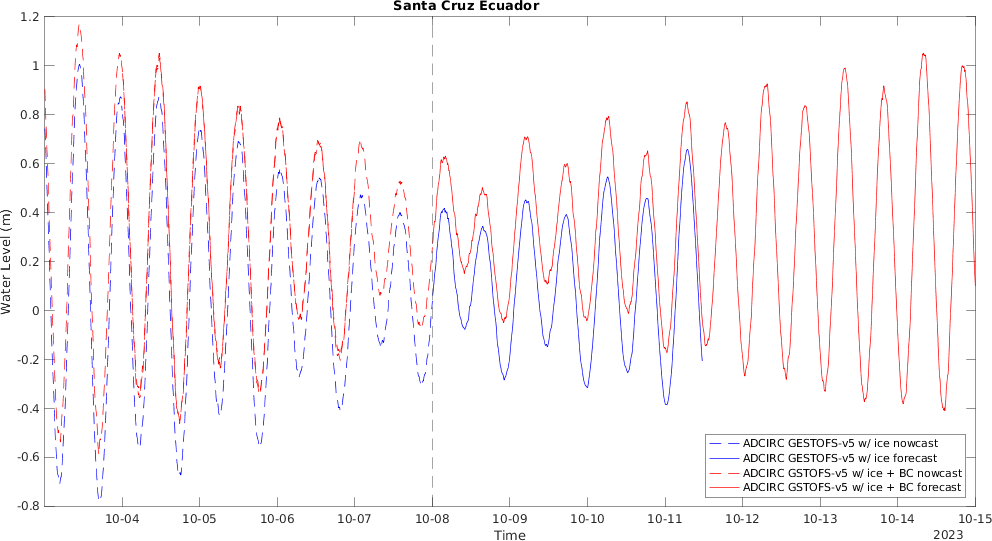 Santa Cruz Ecuador
1.2
1
0.8
0.6
0.4
0.2
0
-0.2
-0.4
-0.6
-0.8
Water Level (m)
ADCIRC GESTOFS-v5 w/ ice nowcast
ADCIRC GESTOFS-v5 w/ ice forecast
ADCIRC GSTOFS-v5 w/ ice + BC nowcast
ADCIRC GSTOFS-v5 w/ ice + BC forecast
10-04 10-05 10-06 10-07 10-08 10-09 10-10 10-11 10-12 10-13 10-14 10-15
Time
2023